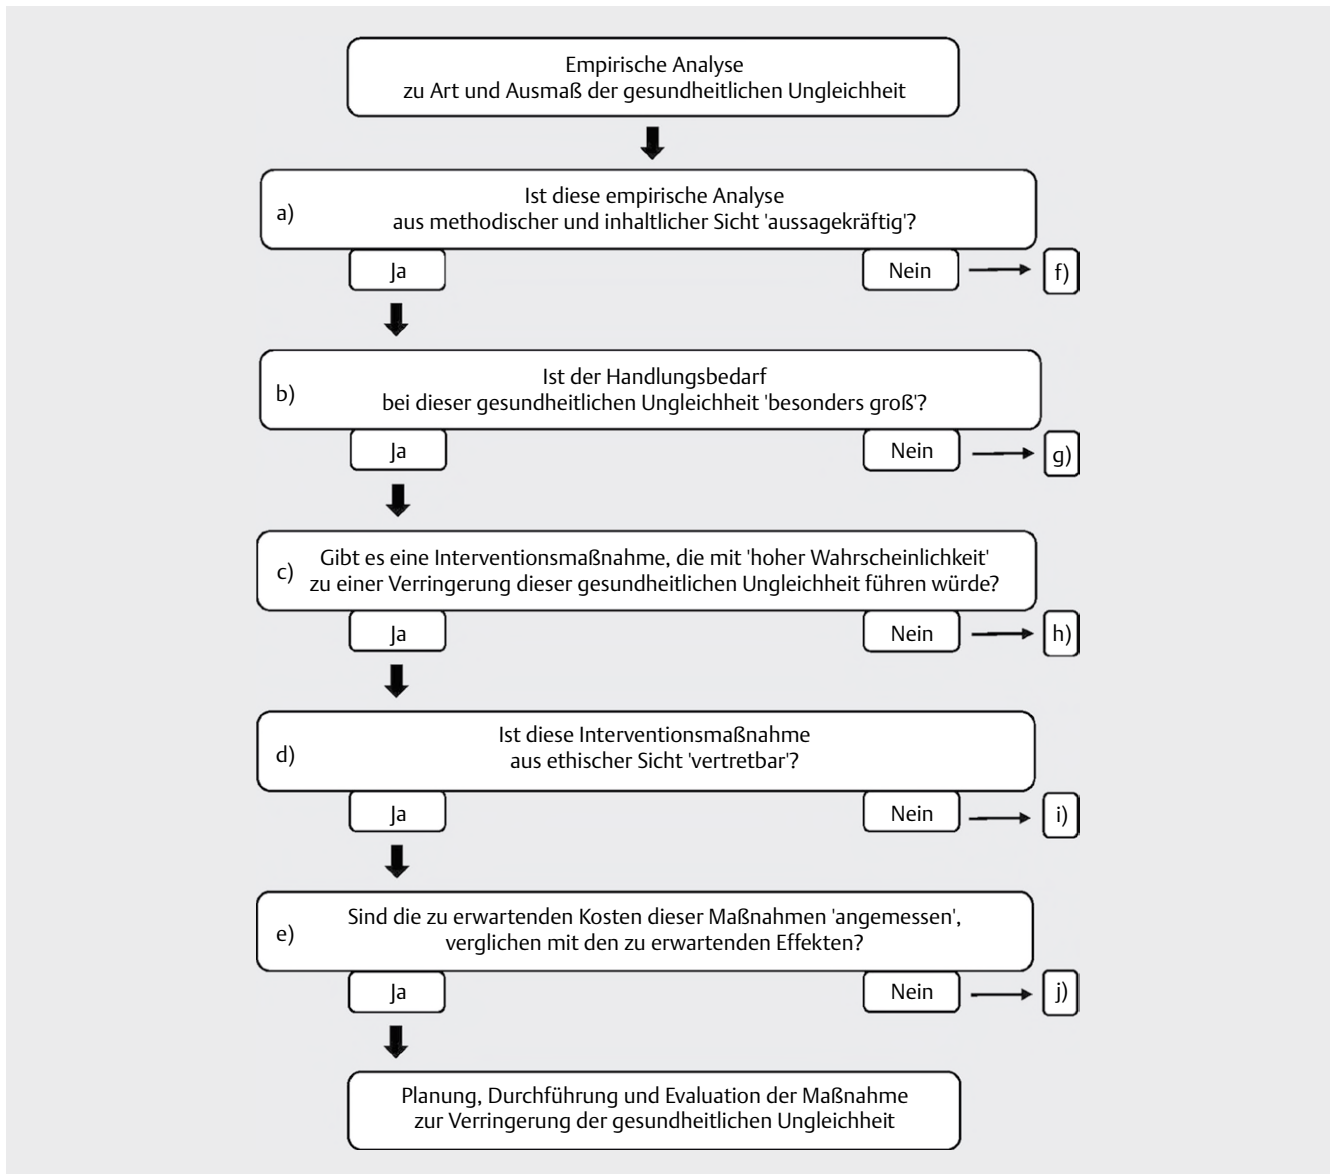 Empirische Analyse
zu Art und Ausmaß der gesundheitlichen Ungleichheit
a)
Ist diese empirische Analyse
aus methodischer und inhaltlicher Sicht 'aussagekräftig'?
Ja
Nein
f)
b)
Ist der Handlungsbedarf
bei dieser gesundheitlichen Ungleichheit 'besonders groß'?
Ja
Nein
g)
c)
Gibt es eine Interventionsmaßnahme, die mit 'hoher Wahrscheinlichkeit'
zu einer Verringerung dieser gesundheitlichen Ungleichheit führen würde?
Ja
Nein
h)
d)
Ist diese Interventionsmaßnahme
aus ethischer Sicht 'vertretbar'?
Ja
Nein
i)
e)
Sind die zu erwartenden Kosten dieser Maßnahmen 'angemessen',
verglichen mit den zu erwartenden Effekten?
Ja
Nein
j)
Planung, Durchführung und Evaluation der Maßnahme
zur Verringerung der gesundheitlichen Ungleichheit